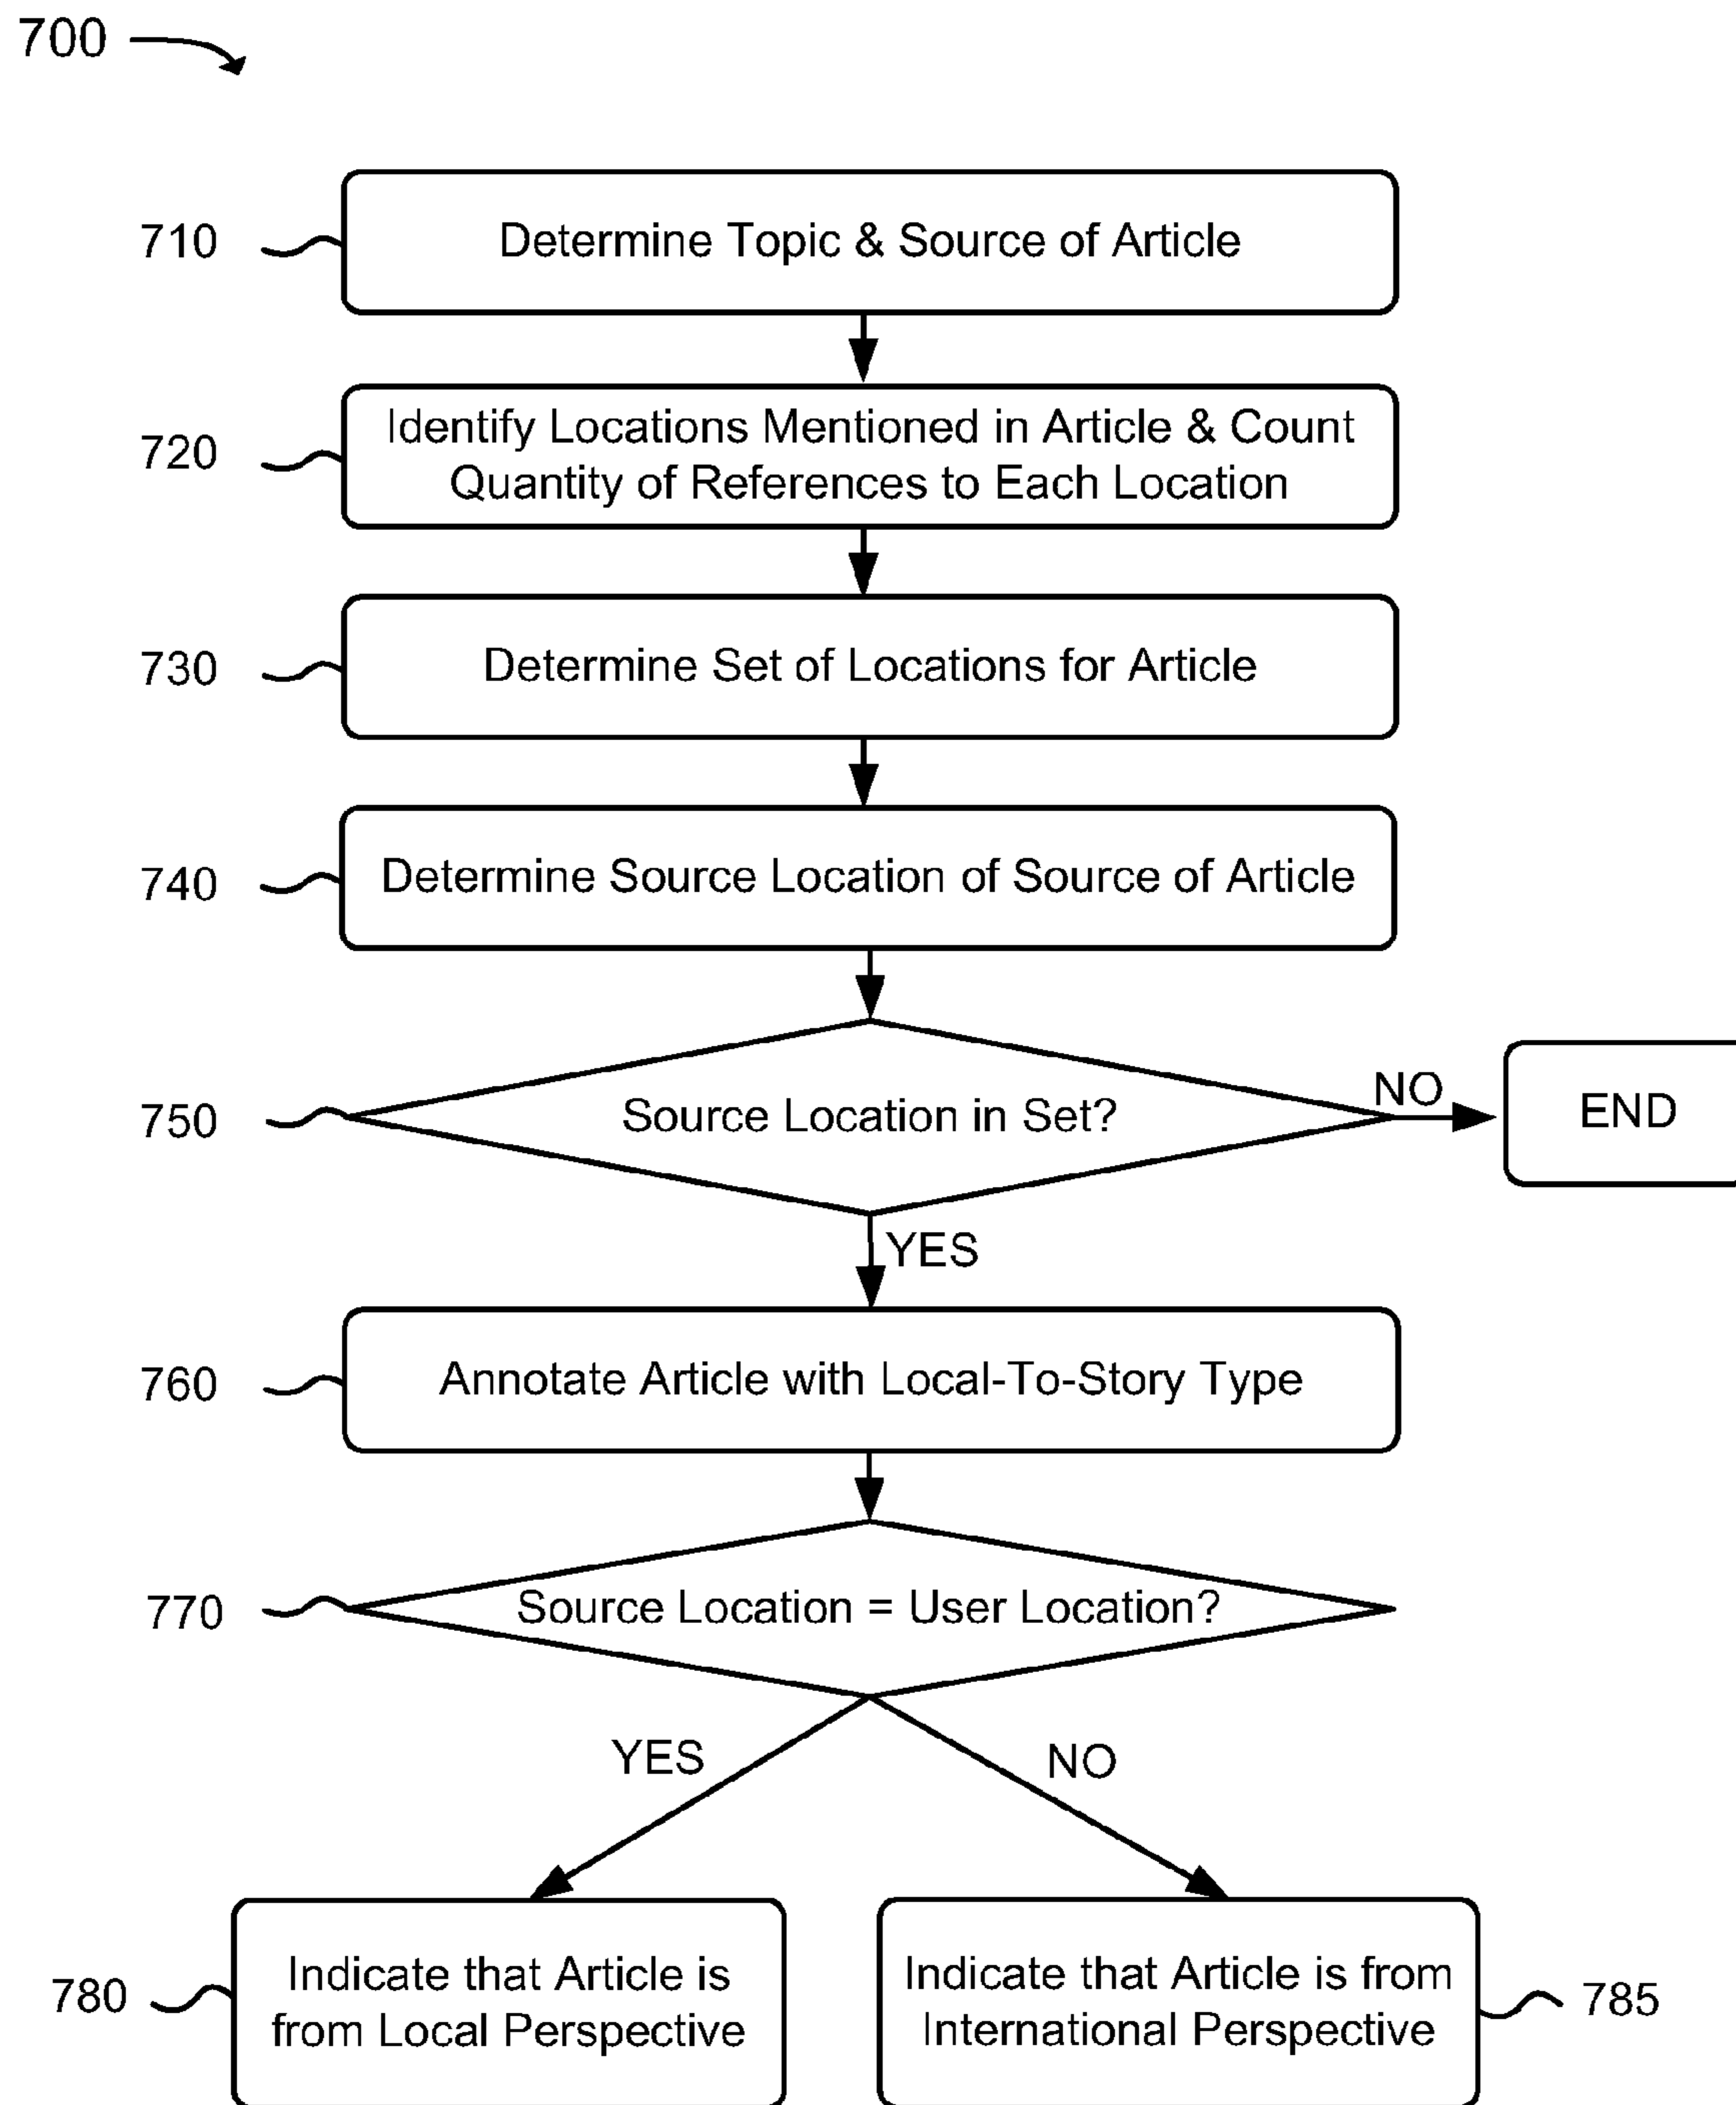 700
710
Determine Topic & Source of Article
720
Identify Locations Mentioned in Article & Count
Quantity of References to Each Location
730
Determine Set of Locations for Article
740
Determine Source Location of Source of Article
750
Source Location in Set?
NO
END
YES
760
Annotate Article with Local-To-Story Type
770
Source Location = User Location?
YES
NO
780
Indicate that Article is
from Local Perspective
Indicate that Article is from
International Perspective
785